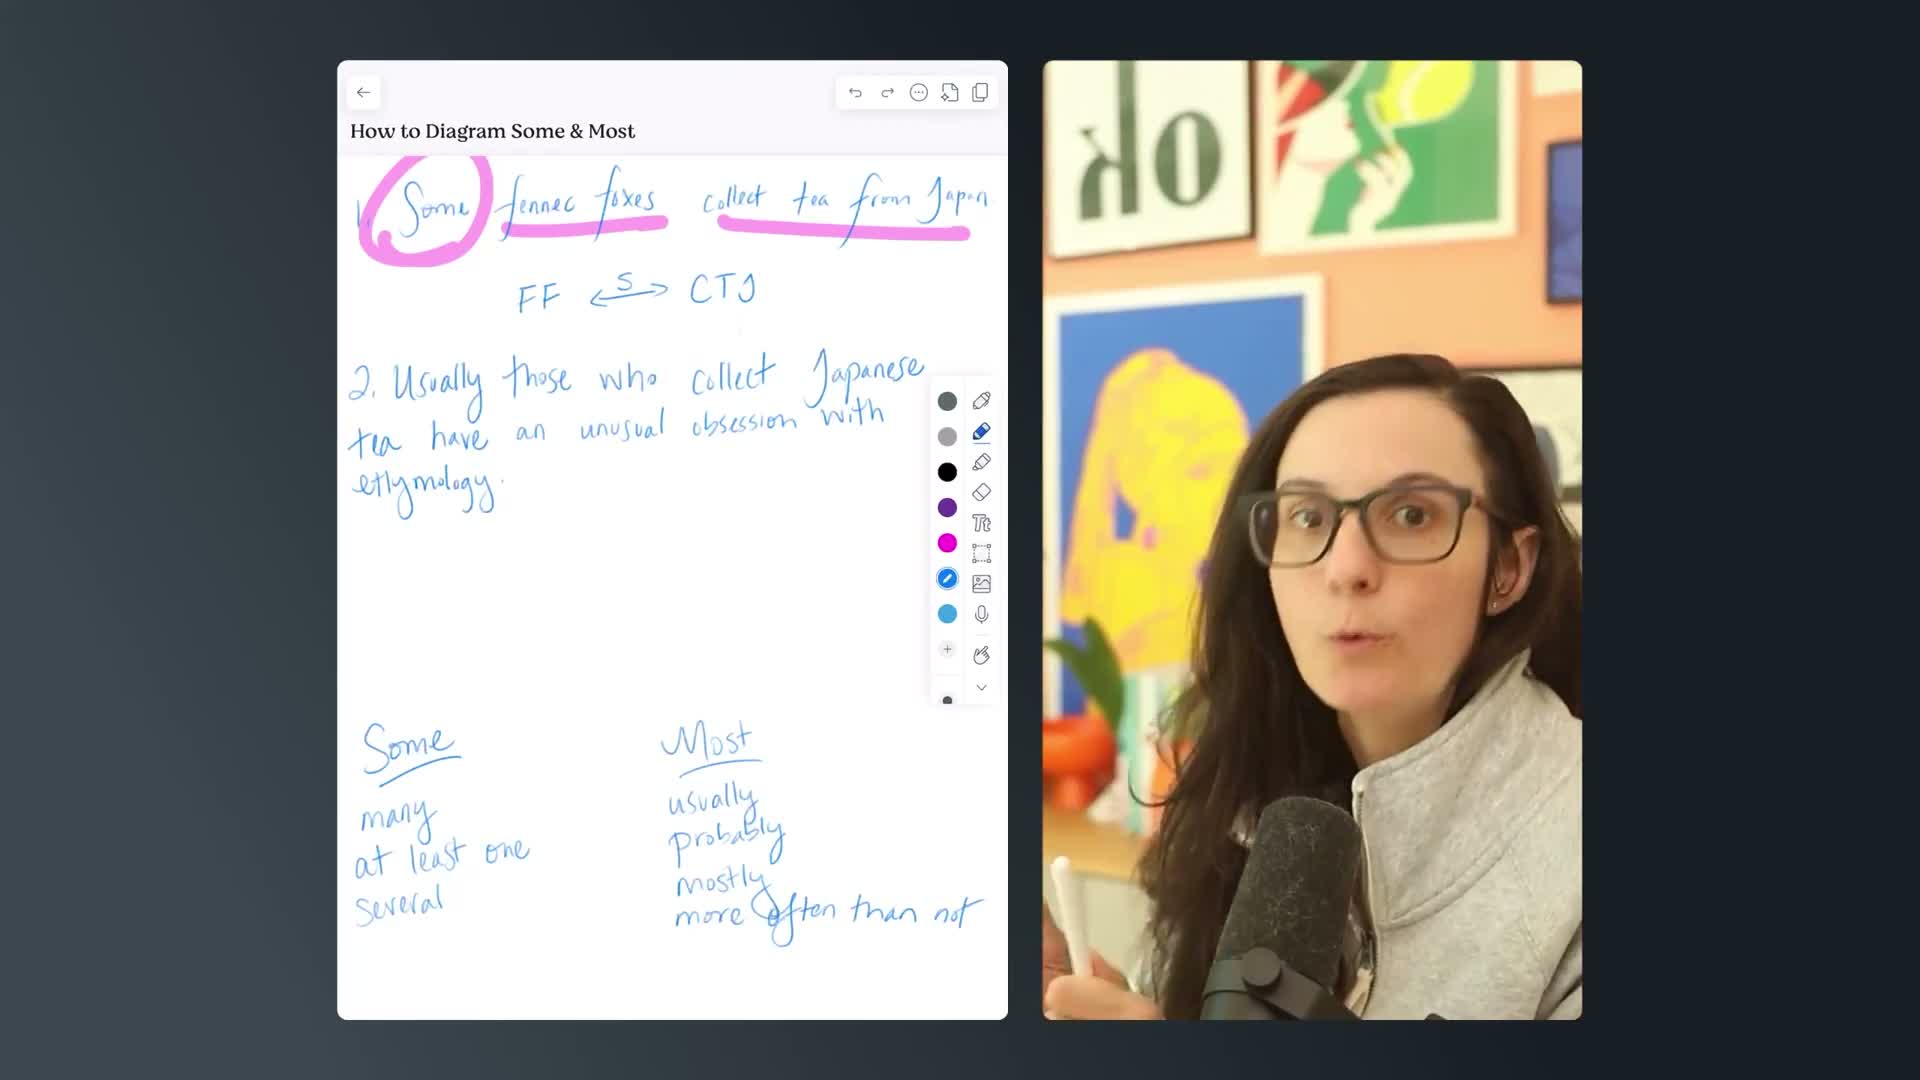 How to Diagram Some & Most
1. Some fennec foxes collect tea from Japan.
FF <-S-> CTJ
2. Usually those who collect Japanese
tea have an unusual obsession with
etlymology.
Tt
Some
many
at least one
several
Most
usually
probably
mostly
more often than not